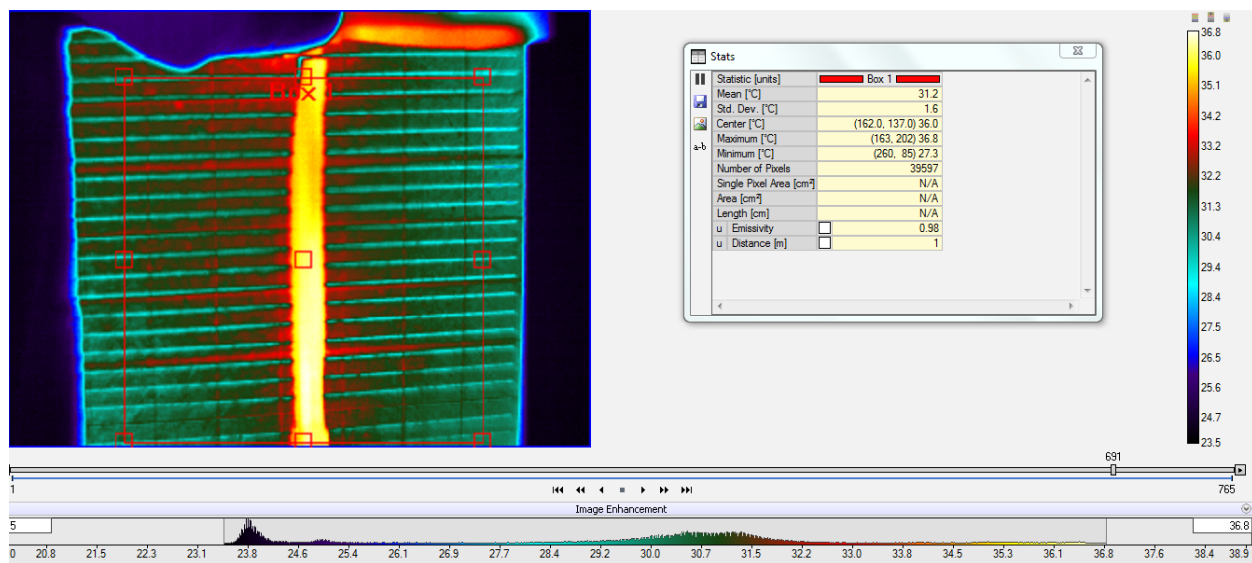 Box
Stats
Statistic [units] Box 1
Mean [°C] 31.2
Std. Dev. [°C] 1.6
Center [°C] (162.0, 137.0) 36.0
Maximum [°C] (163, 202) 36.8
Minimum [°C] (260, 85) 27.3
Number of Pixels 39597
Single Pixel Area [cm²] N/A
Area [cm²] N/A
Length [cm] N/A
u Emissivity 0.98
u Distance [m] 1
a-b
36.8
36.0
35.1
34.2
33.2
32.2
31.3
30.4
29.4
28.4
27.5
26.5
25.6
24.7
23.5
691
1 765
Image Enhancement
5 36.8
0 20.8 21.5 22.3 23.1 23.8 24.6 25.4 26.1 26.9 27.7 28.4 29.2 30.0 30.7 31.5 32.2 33.0 33.8 34.5 35.3 36.1 36.8 37.6 38.4 38.9